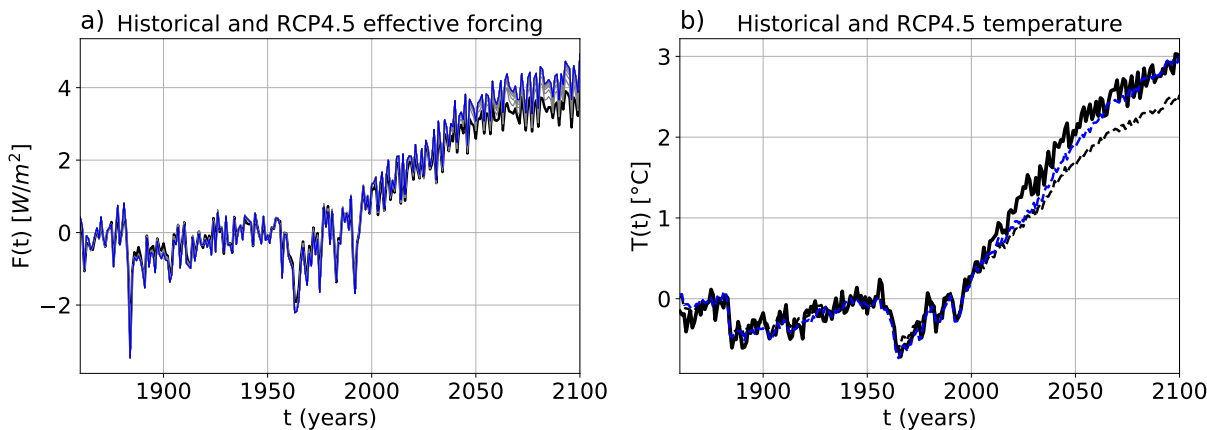 a) Historical and RCP4.5 effective forcing
F(t) [W/m²]
4
2
0
−2
1900 1950 2000 2050 2100
t (years)
b) Historical and RCP4.5 temperature
T(t) [°C]
3
2
1
0
1900 1950 2000 2050 2100
t (years)